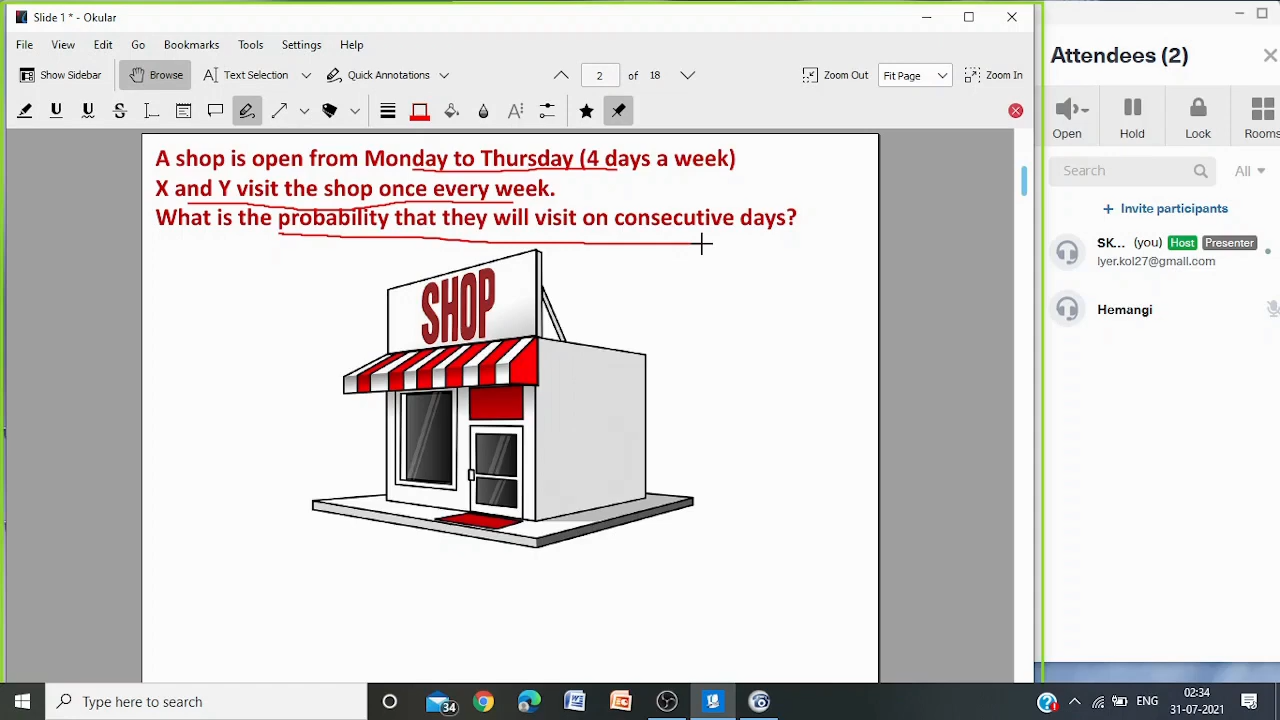 Slide 1 * - Okular
File View Edit Go Bookmarks Tools Settings Help
Show Sidebar Browse Text Selection Quick Annotations 2 of 18 Zoom Out Fit Page Zoom In
A shop is open from Monday to Thursday (4 days a week)
X and Y visit the shop once every week.
What is the probability that they will visit on consecutive days?
SHOP
Attendees (2)
Open Hold Lock Rooms
Search All
+ Invite participants
SK... (you) Host Presenter
lyer.kol27@gmail.com
Hemangi
Type here to search
34
ENG
02:34
31-07-2021